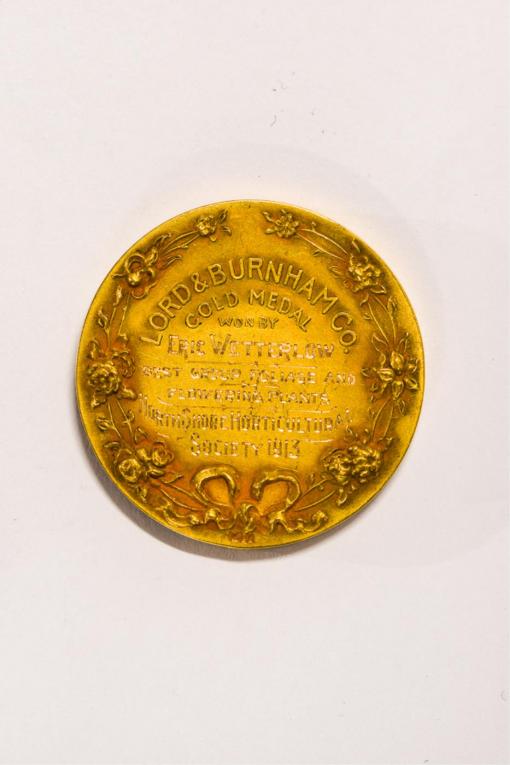 LORD & BURNHAM CO.
GOLD MEDAL
WON BY
ERIC WETTERLOW
BEST GROUP FOLIAGE AND
FLOWERING PLANTS
NORTH SHORE HORTICULTURAL
SOCIETY 1913